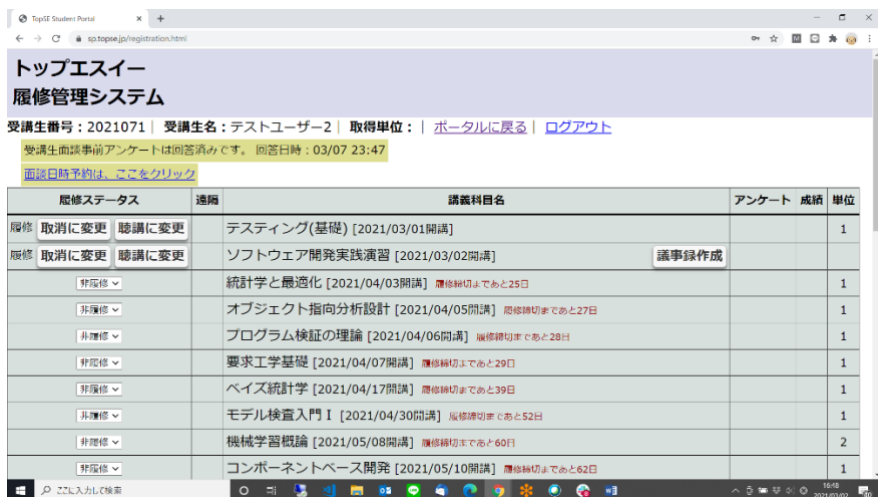 TopSE Student Portal
sp.topse.jp/registration.html
トップエスイー
履修管理システム
受講生番号：2021071｜ 受講生名：テストユーザー2｜ 取得単位：｜ ポータルに戻る｜ ログアウト
受講生面談事前アンケートは回答済みです。 回答日時：03/07 23:47
面談日時予約は、ここをクリック
履修ステータス 遠隔 講義科目名 アンケート 成績 単位
履修 取消に変更 聴講に変更 テスティング(基礎) [2021/03/01開講] 1
履修 取消に変更 聴講に変更 ソフトウェア開発実践演習 [2021/03/02開講] 議事録作成
非履修 統計学と最適化 [2021/04/03開講] 履修締切まであと25日 1
非履修 オブジェクト指向分析設計 [2021/04/05開講] 履修締切まであと27日 1
非履修 プログラム検証の理論 [2021/04/06開講] 履修締切まであと28日 1
非履修 要求工学基礎 [2021/04/07開講] 履修締切まであと29日 1
非履修 ベイズ統計学 [2021/04/17開講] 履修締切まであと39日 1
非履修 モデル検査入門Ⅰ [2021/04/30開講] 履修締切まであと52日 1
非履修 機械学習概論 [2021/05/08開講] 履修締切まであと60日 2
非履修 コンポーネントベース開発 [2021/05/10開講] 履修締切まであと62日 1
ここに入力して検索
16:48